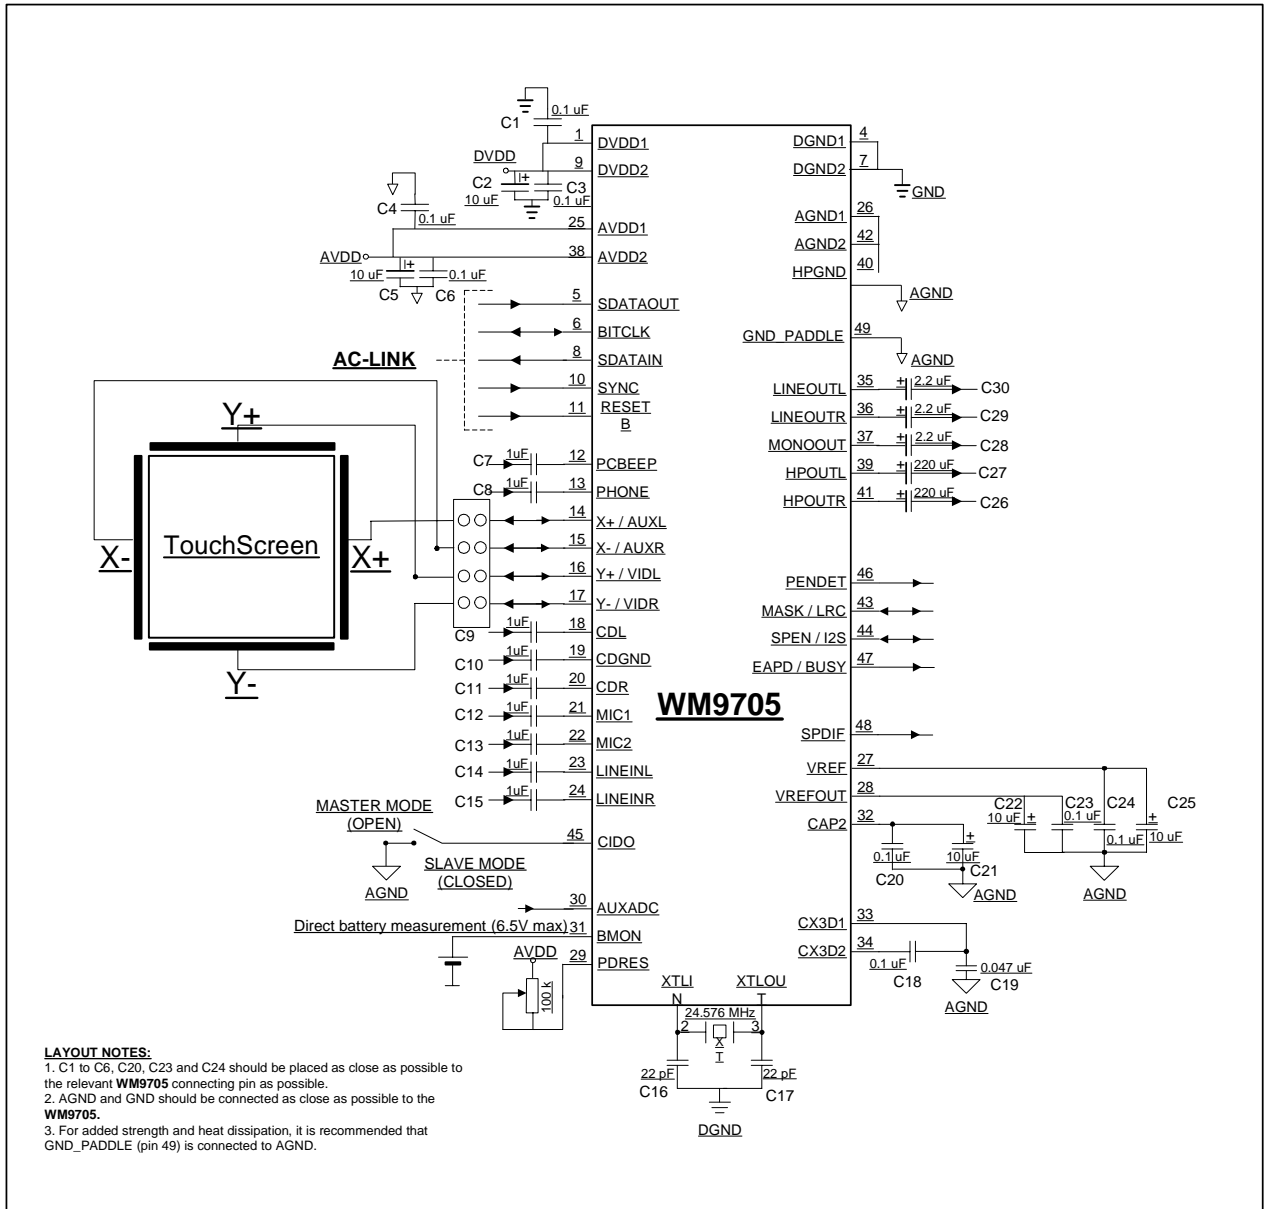 0.1 uF
C1
1 DVDD1
DVDD
9 DVDD2
C2 + C3
10 uF 0.1 uF
C4
0.1 uF
25 AVDD1
AVDD 38 AVDD2
10 uF + 0.1 uF
C5 C6
AC-LINK
5 SDATAOUT
6 BITCLK
8 SDATAIN
10 SYNC
11 RESET
B
C7 1uF 12 PCBEEP
C8 1uF 13 PHONE
14 X+ / AUXL
15 X- / AUXR
16 Y+ / VIDL
17 Y- / VIDR
Y+
X- TouchScreen X+
Y-
C9 1uF 18 CDL
C10 1uF 19 CDGND
C11 1uF 20 CDR
C12 1uF 21 MIC1
C13 1uF 22 MIC2
C14 1uF 23 LINEINL
C15 1uF 24 LINEINR
MASTER MODE
(OPEN)
45 CIDO
SLAVE MODE
(CLOSED)
AGND
30 AUXADC
Direct battery measurement (6.5V max) 31 BMON
AVDD 29 PDRES
100 k
WM9705
DGND1 4
DGND2 7
GND
AGND1 26
AGND2 42
HPGND 40
AGND
GND_PADDLE 49
AGND
LINEOUTL 35 + 2.2 uF C30
LINEOUTR 36 + 2.2 uF C29
MONOOUT 37 + 2.2 uF C28
HPOUTL 39 + 220 uF C27
HPOUTR 41 + 220 uF C26
PENDET 46
MASK / LRC 43
SPEN / I2S 44
EAPD / BUSY 47
SPDIF 48
VREF 27
VREFOUT 28
CAP2 32
C22 C23 C24 C25
10 uF + 0.1 uF 0.1 uF + 10 uF
AGND
0.1 uF + 10 uF
C20 C21
AGND
CX3D1 33
CX3D2 34
0.1 uF 0.047 uF
C18 C19
AGND
XTLI XTLOU
N T
24.576 MHz
2 3
X
T
22 pF 22 pF
C16 C17
DGND
LAYOUT NOTES:
1. C1 to C6, C20, C23 and C24 should be placed as close as possible to
the relevant WM9705 connecting pin as possible.
2. AGND and GND should be connected as close as possible to the
WM9705.
3. For added strength and heat dissipation, it is recommended that
GND_PADDLE (pin 49) is connected to AGND.